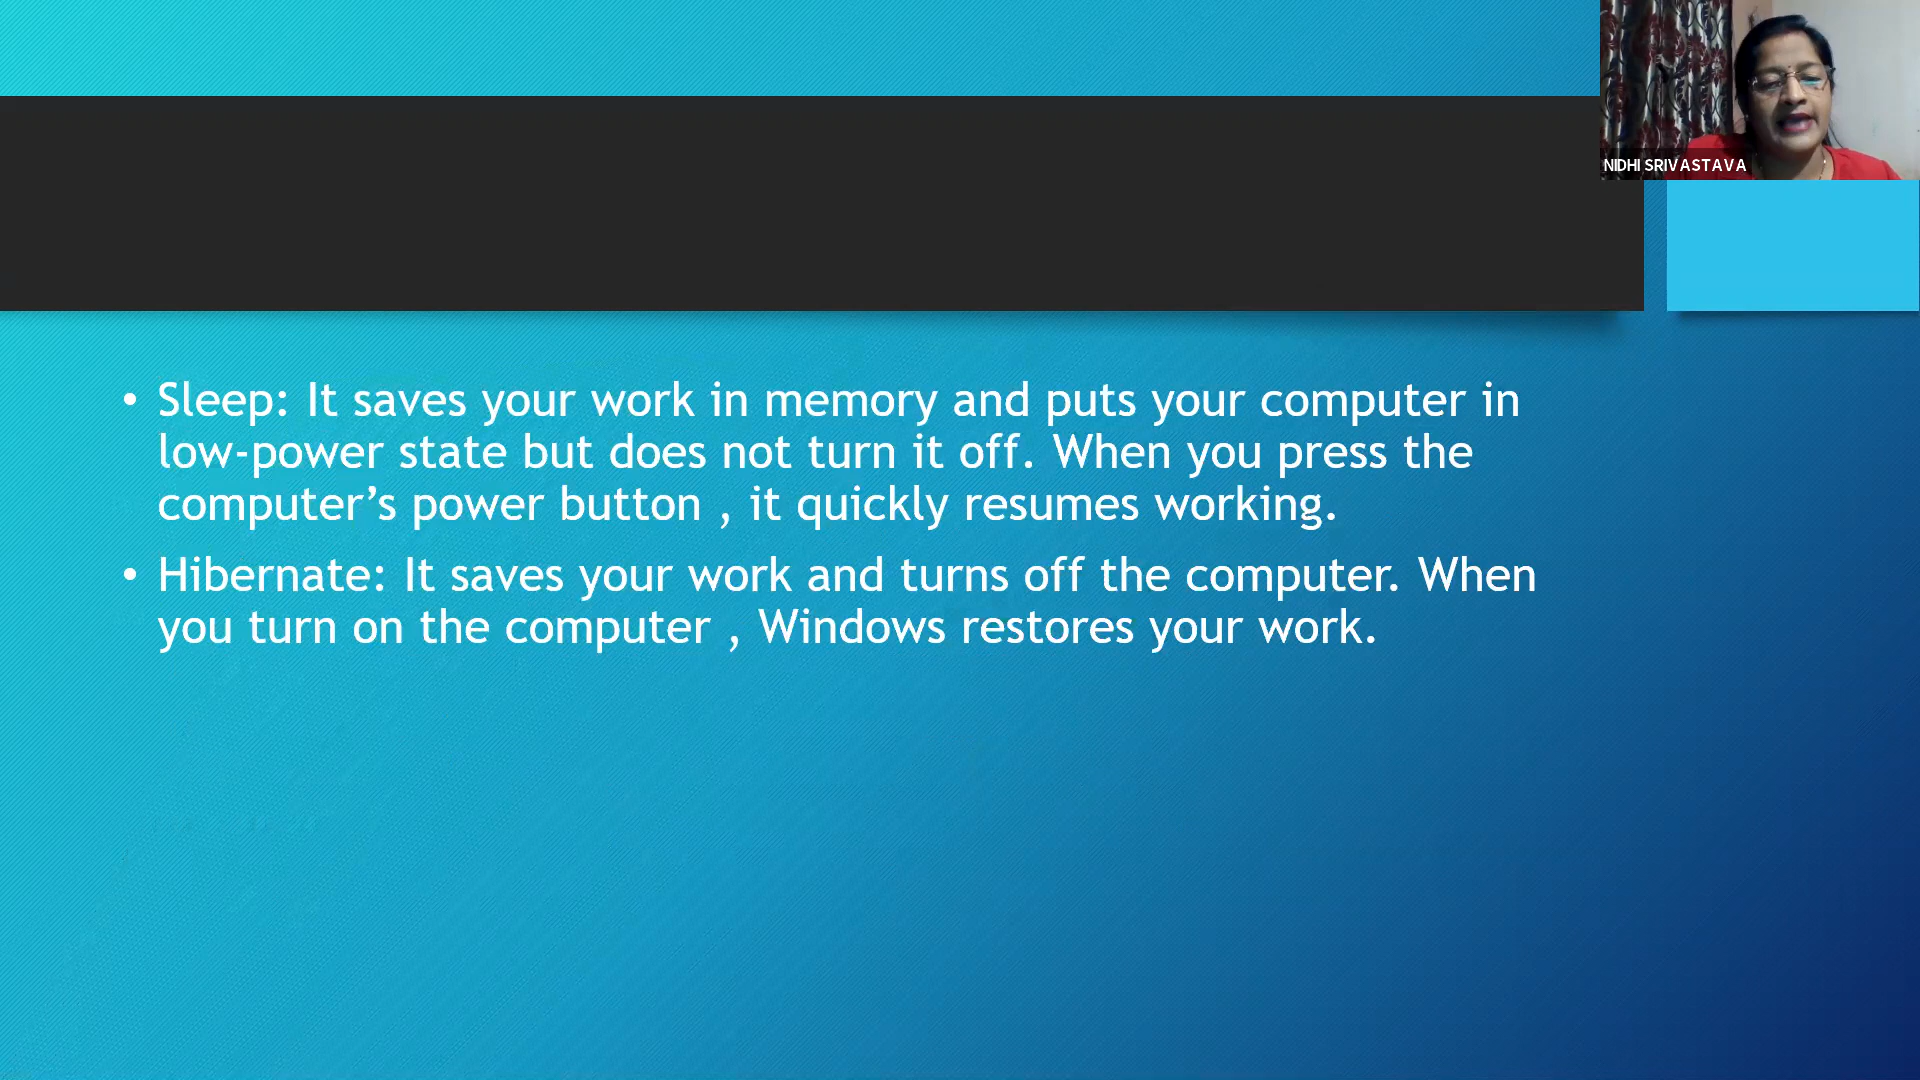 NIDHI SRIVASTAVA
• Sleep: It saves your work in memory and puts your computer in
low-power state but does not turn it off. When you press the
computer’s power button , it quickly resumes working.
• Hibernate: It saves your work and turns off the computer. When
you turn on the computer , Windows restores your work.